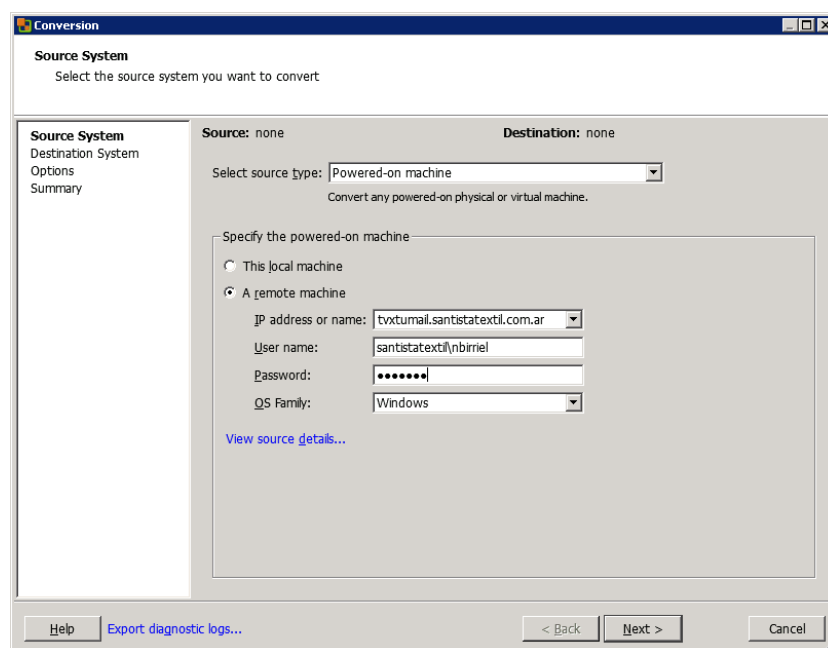 Conversion
Source System
Select the source system you want to convert
Source System
Destination System
Options
Summary
Source: none Destination: none
Select source type: Powered-on machine
Convert any powered-on physical or virtual machine.
Specify the powered-on machine
This local machine
A remote machine
IP address or name: tvxtumail.santistatextil.com.ar
User name: santistatextil\nbirriel
Password: •••••••
OS Family: Windows
View source details...
Help Export diagnostic logs... < Back Next > Cancel